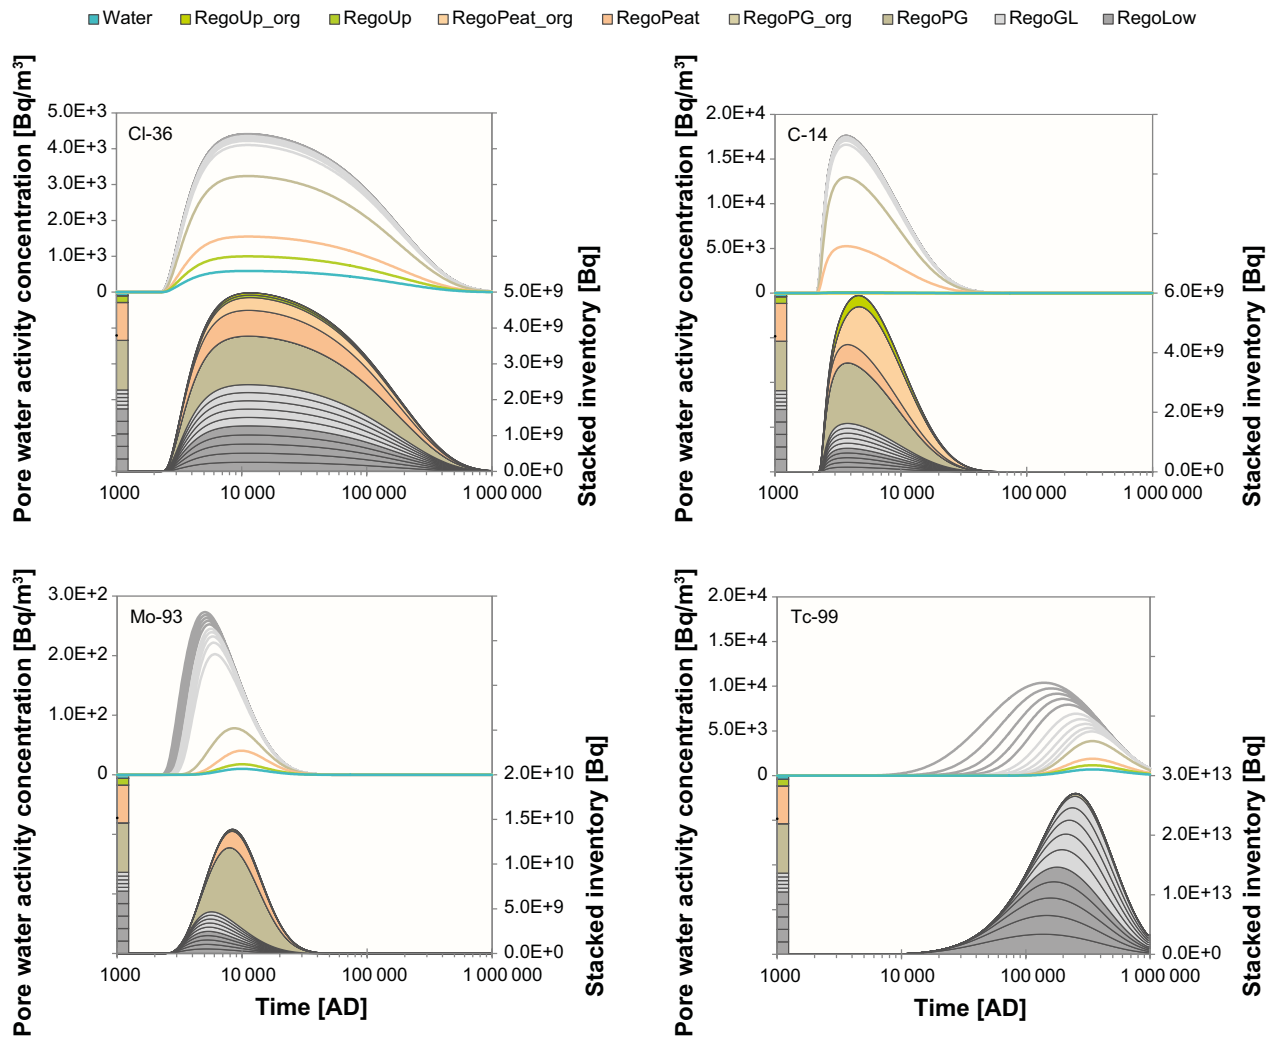 Water RegoUp_org RegoUp RegoPeat_org RegoPeat RegoPG_org RegoPG RegoGL RegoLow
Pore water activity concentration [Bq/m³]
5.0E+3
4.0E+3
3.0E+3
2.0E+3
1.0E+3
0
Cl-36
5.0E+9
4.0E+9
3.0E+9
2.0E+9
1.0E+9
0.0E+0
Stacked inventory [Bq]
1000 10 000 100 000 1 000 000
Pore water activity concentration [Bq/m³]
2.0E+4
1.5E+4
1.0E+4
5.0E+3
0
C-14
6.0E+9
4.0E+9
2.0E+9
0.0E+0
Stacked inventory [Bq]
1000 10 000 100 000 1 000 000
Pore water activity concentration [Bq/m³]
3.0E+2
2.0E+2
1.0E+2
0
Mo-93
2.0E+10
1.5E+10
1.0E+10
5.0E+9
0.0E+0
Stacked inventory [Bq]
1000 10 000 100 000 1 000 000
Time [AD]
Pore water activity concentration [Bq/m³]
2.0E+4
1.5E+4
1.0E+4
5.0E+3
0
Tc-99
3.0E+13
2.0E+13
1.0E+13
0.0E+0
Stacked inventory [Bq]
1000 10 000 100 000 1 000 000
Time [AD]